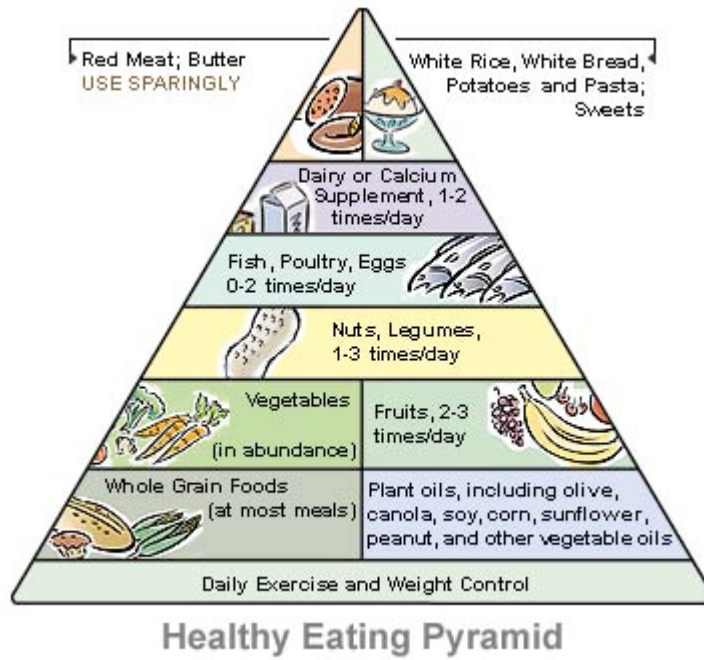 Red Meat; Butter
USE SPARINGLY
White Rice, White Bread,
Potatoes and Pasta;
Sweets
Dairy or Calcium
Supplement, 1-2
times/day
Fish, Poultry, Eggs
0-2 times/day
Nuts, Legumes,
1-3 times/day
Vegetables
(in abundance)
Fruits, 2-3
times/day
Whole Grain Foods
(at most meals)
Plant oils, including olive,
canola, soy, corn, sunflower,
peanut, and other vegetable oils
Daily Exercise and Weight Control
Healthy Eating Pyramid